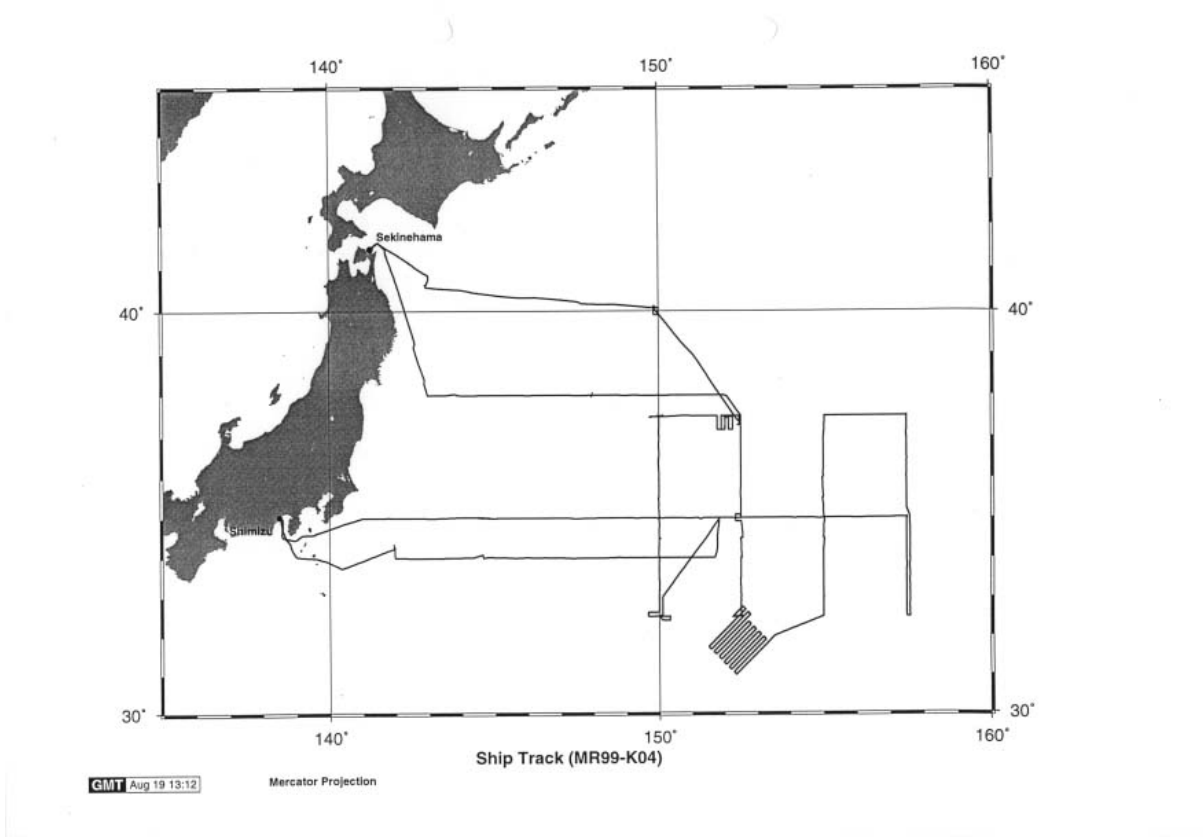 140° 150° 160°
Sekinehama
40° 40°
Shimizu
30° 30°
140° 150° 160°
Ship Track (MR99-K04)
GMT Aug 19 13:12 Mercator Projection